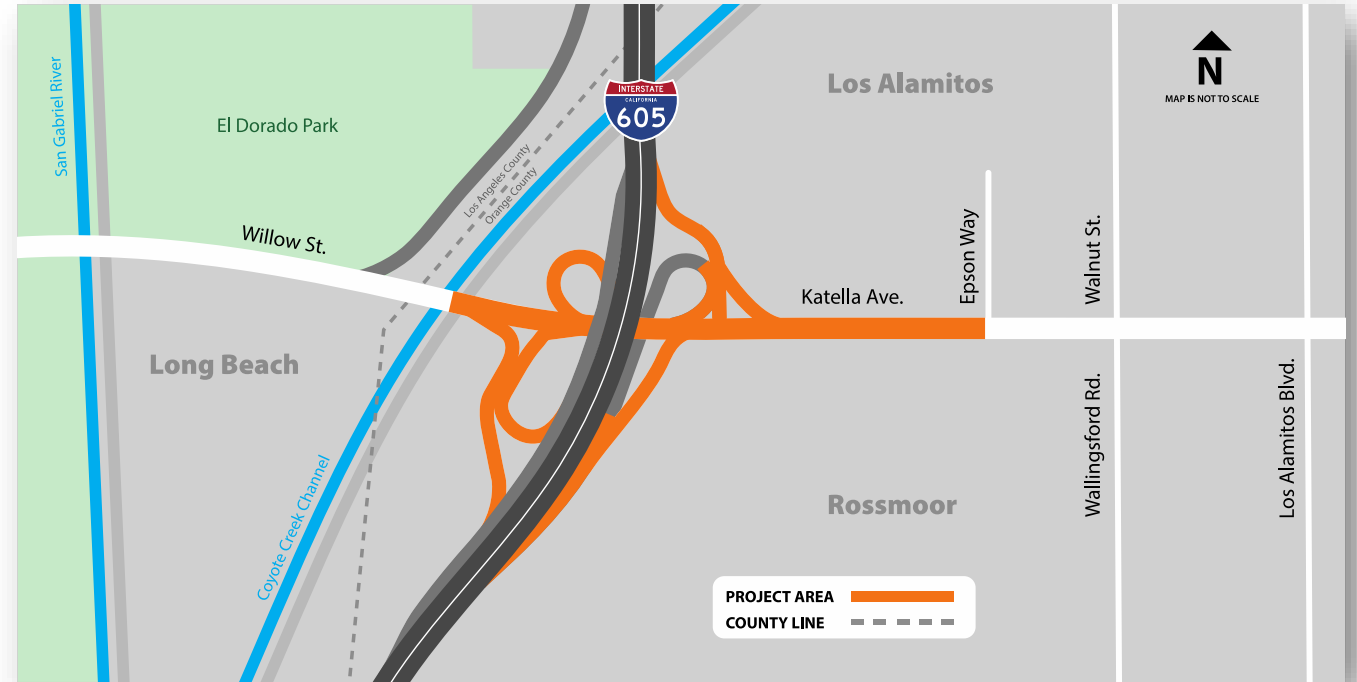 San Gabriel River
El Dorado Park
Willow St.
Los Angeles County
Orange County
INTERSTATE
CALIFORNIA
605
Los Alamitos
N
MAP IS NOT TO SCALE
Katella Ave.
Epson Way
Walnut St.
Long Beach
Coyote Creek Channel
Rossmoor
Wallingsford Rd.
Los Alamitos Blvd.
PROJECT AREA
COUNTY LINE